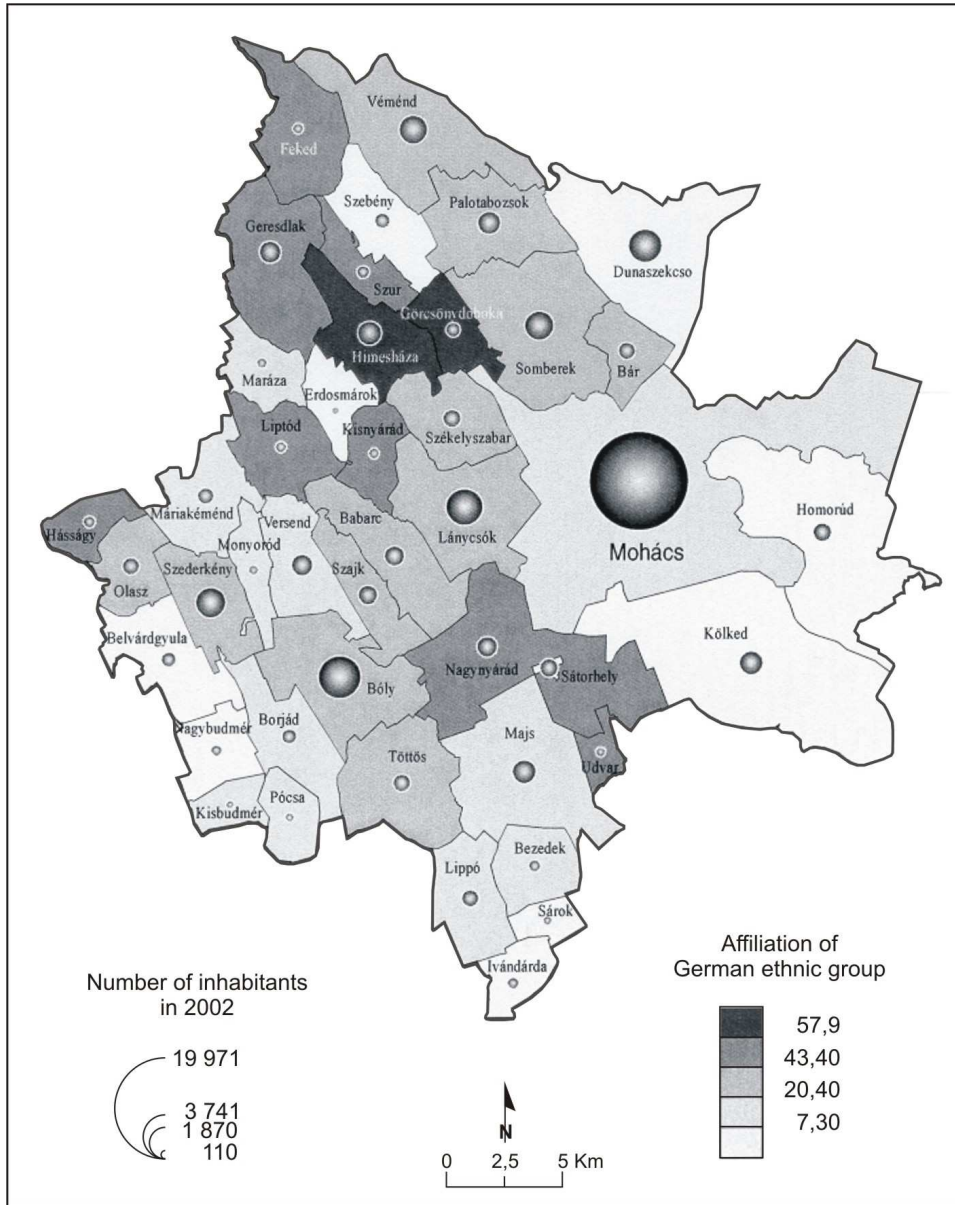 Véménd
Feked
Szebény
Palotabozsok
Geresdlak
Dunaszekcso
Szur
Görcsönydoboka
Himesháza
Somberek
Bár
Maráza
Erdosmárok
Liptód
Kisnyárád
Székelyszabar
Máriakéménd
Versend
Babarc
Lánycsók
Homorúd
Hásságy
Monyoród
Mohács
Olasz
Szederkény
Szajk
Belvárdgyula
Kölked
Nagynyárád
Sátorhely
Bóly
Nagybudmér
Borjád
Majs
Töttös
Udvar
Kisbudmér
Pócsa
Lippó
Bezedek
Sárok
Ivándárda
Number of inhabitants
in 2002
19 971
3 741
1 870
110
N
0 2,5 5 Km
Affiliation of
German ethnic group
57,9
43,40
20,40
7,30